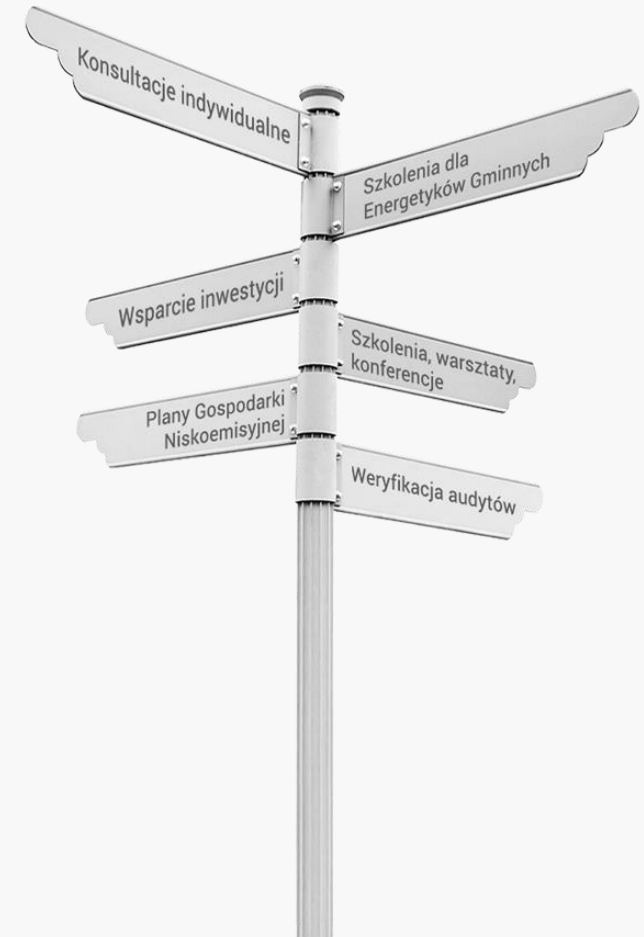 Konsultacje indywidualne
Szkolenia dla
Energetyków Gminnych
Wsparcie inwestycji
Szkolenia, warsztaty,
konferencje
Plany Gospodarki
Niskoemisyjnej
Weryfikacja audytów